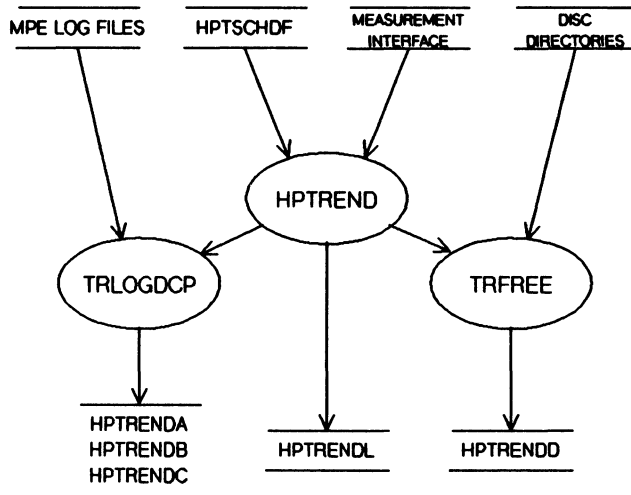 MPE LOG FILES
HPTSCHDF
MEASUREMENT
INTERFACE
DISC
DIRECTORIES
HPTREND
TRLOGDCP
TRFREE
HPTRENDA
HPTRENDB
HPTRENDC
HPTRENDL
HPTRENDD